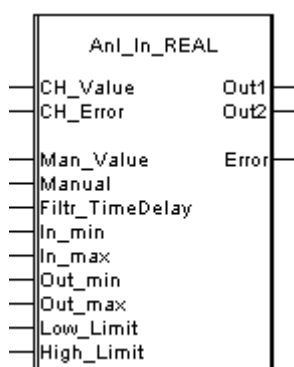 Anl_In_REAL
CH_Value Out1
CH_Error Out2
Man_Value Error
Manual
Filtr_TimeDelay
In_min
In_max
Out_min
Out_max
Low_Limit
High_Limit